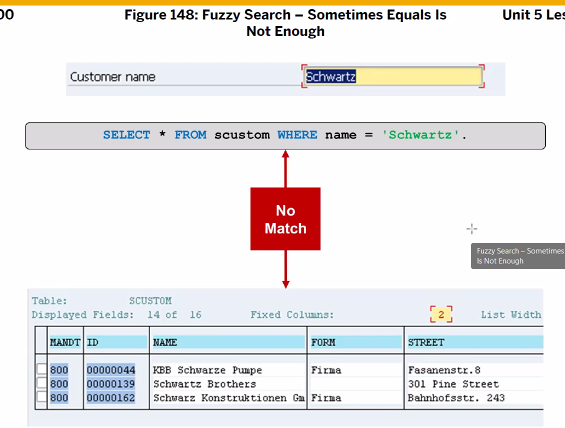 00
Figure 148: Fuzzy Search – Sometimes Equals Is
Not Enough
Unit 5 Les
Customer name
Schwartz
SELECT * FROM scustom WHERE name = 'Schwartz'.
No
Match
Fuzzy Search – Sometimes
Is Not Enough
Table: SCUSTOM
Displayed Fields: 14 of 16 Fixed Columns: 2 List Width
MANDT ID NAME FORM STREET
800 00000044 KBB Schwarze Pumpe Firma Fasanenstr.8
800 00000139 Schwartz Brothers 301 Pine Street
800 00000162 Schwarz Konstruktionen Gm Firma Bahnhofsstr. 243